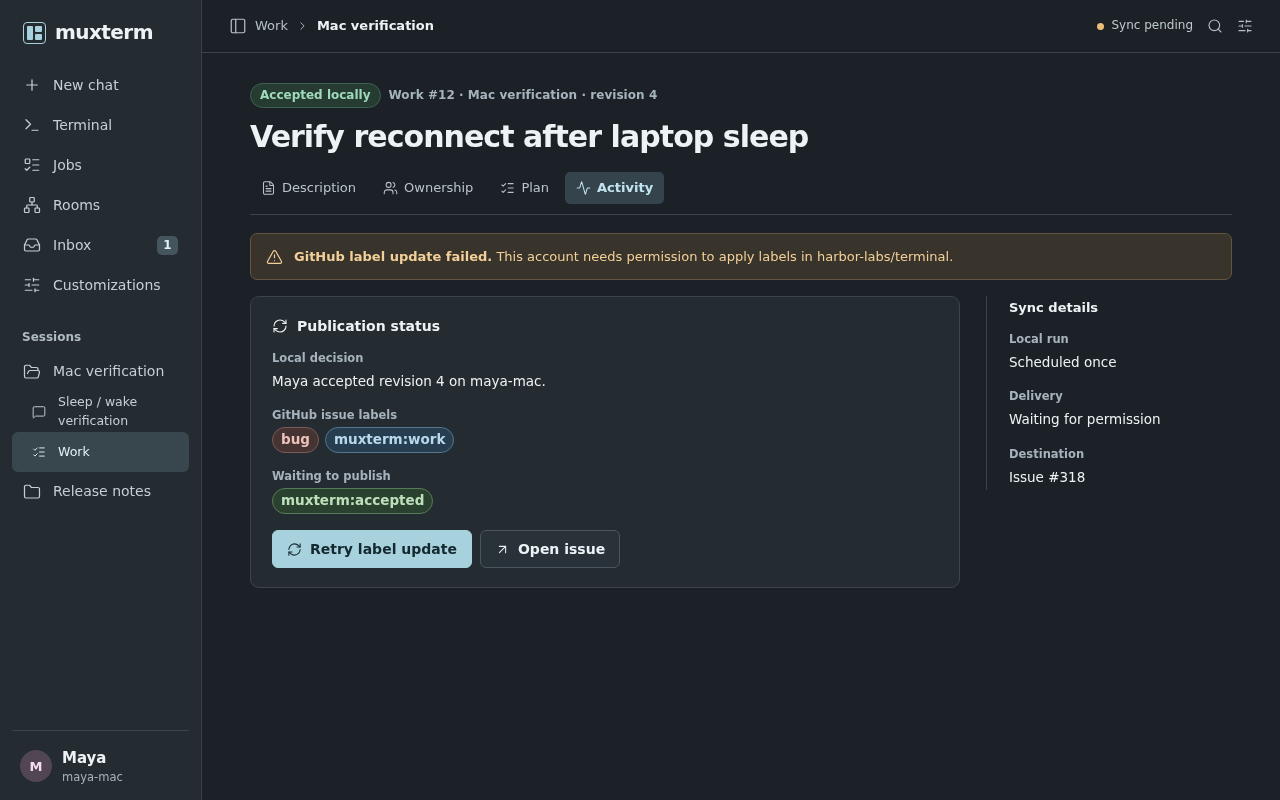 muxterm
New chat
Terminal
Jobs
Rooms
Inbox 1
Customizations
Sessions
Mac verification
Sleep / wake
verification
Work
Release notes
Maya
maya-mac
M
Work Mac verification
Sync pending
Accepted locally Work #12 · Mac verification · revision 4
Verify reconnect after laptop sleep
Description Ownership Plan Activity
GitHub label update failed. This account needs permission to apply labels in harbor-labs/terminal.
Publication status
Local decision
Maya accepted revision 4 on maya-mac.
GitHub issue labels
bug muxterm:work
Waiting to publish
muxterm:accepted
Retry label update Open issue
Sync details
Local run
Scheduled once
Delivery
Waiting for permission
Destination
Issue #318